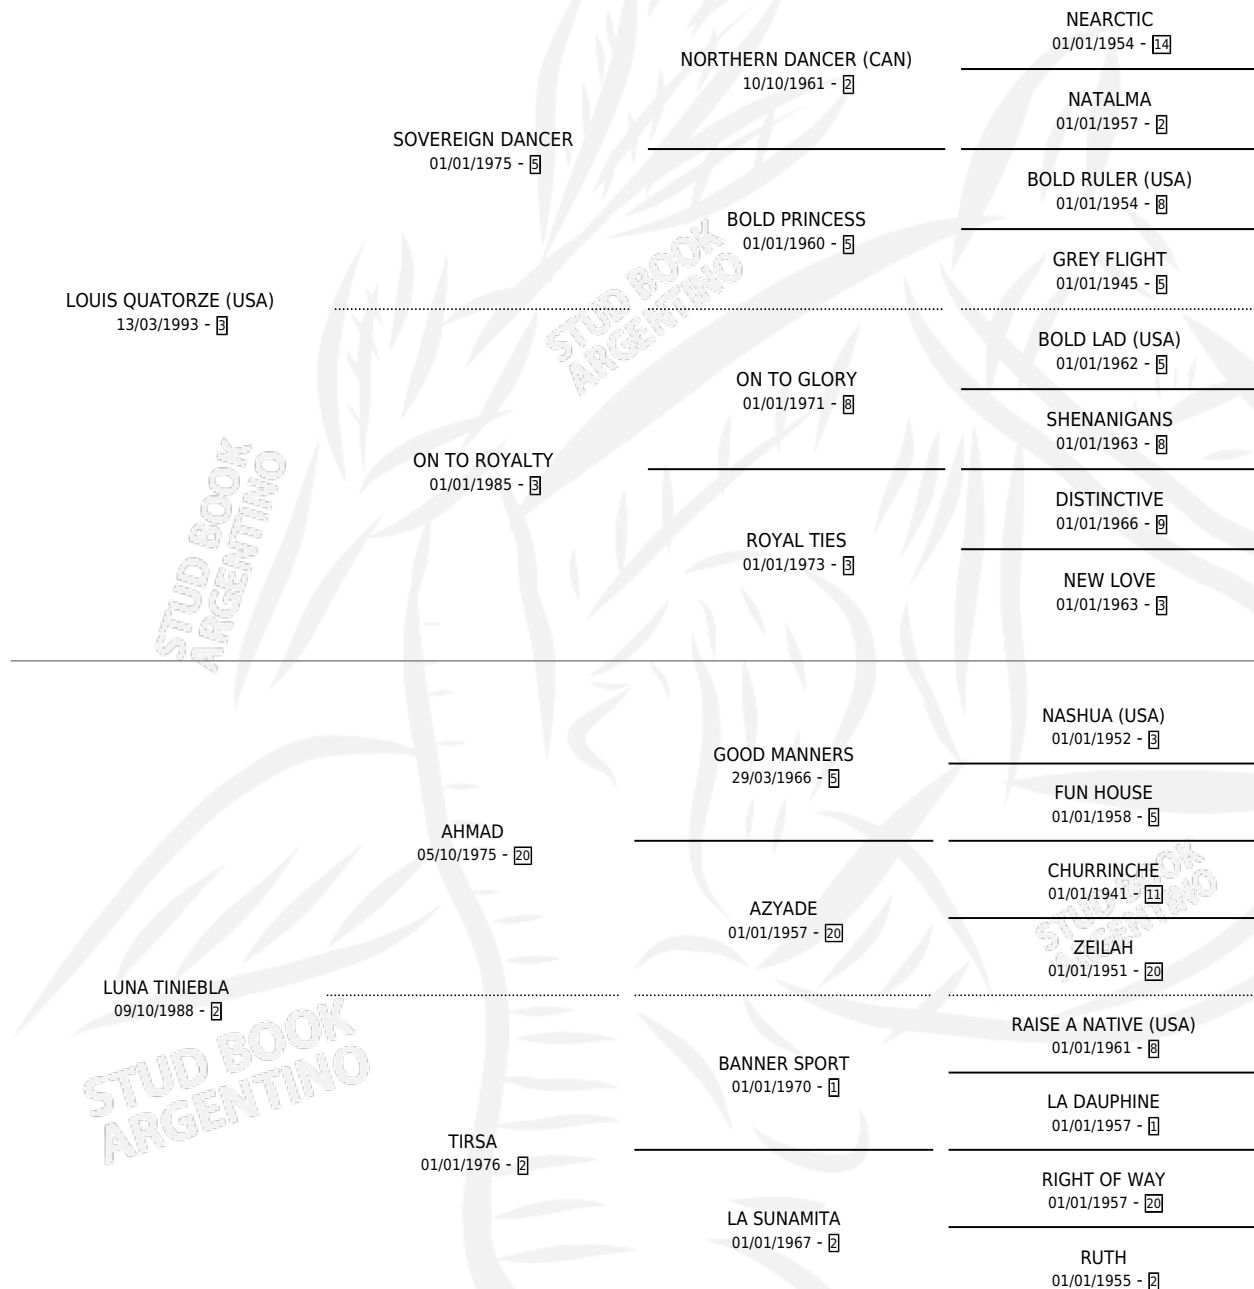 NEARCTIC
01/01/1954 - 14
NORTHERN DANCER (CAN)
10/10/1961 - 2
NATALMA
01/01/1957 - 2
SOVEREIGN DANCER
01/01/1975 - 5
BOLD RULER (USA)
01/01/1954 - 8
BOLD PRINCESS
01/01/1960 - 5
GREY FLIGHT
01/01/1945 - 5
LOUIS QUATORZE (USA)
13/03/1993 - 3
BOLD LAD (USA)
01/01/1962 - 5
ON TO GLORY
01/01/1971 - 8
SHENANIGANS
01/01/1963 - 8
ON TO ROYALTY
01/01/1985 - 3
DISTINCTIVE
01/01/1966 - 9
ROYAL TIES
01/01/1973 - 3
NEW LOVE
01/01/1963 - 3
NASHUA (USA)
01/01/1952 - 3
GOOD MANNERS
29/03/1966 - 5
FUN HOUSE
01/01/1958 - 5
AHMAD
05/10/1975 - 20
CHURRINCHE
01/01/1941 - 11
AZYADE
01/01/1957 - 20
ZEILAH
01/01/1951 - 20
LUNA TINIEBLA
09/10/1988 - 2
RAISE A NATIVE (USA)
01/01/1961 - 8
BANNER SPORT
01/01/1970 - 1
LA DAUPHINE
01/01/1957 - 1
TIRSA
01/01/1976 - 2
RIGHT OF WAY
01/01/1957 - 20
LA SUNAMITA
01/01/1967 - 2
RUTH
01/01/1955 - 2
STUD BOOK
ARGENTINO
STUD BOOK
ARGENTINO
STUD BOOK
ARGENTINO
STUD BOOK
ARGENTINO